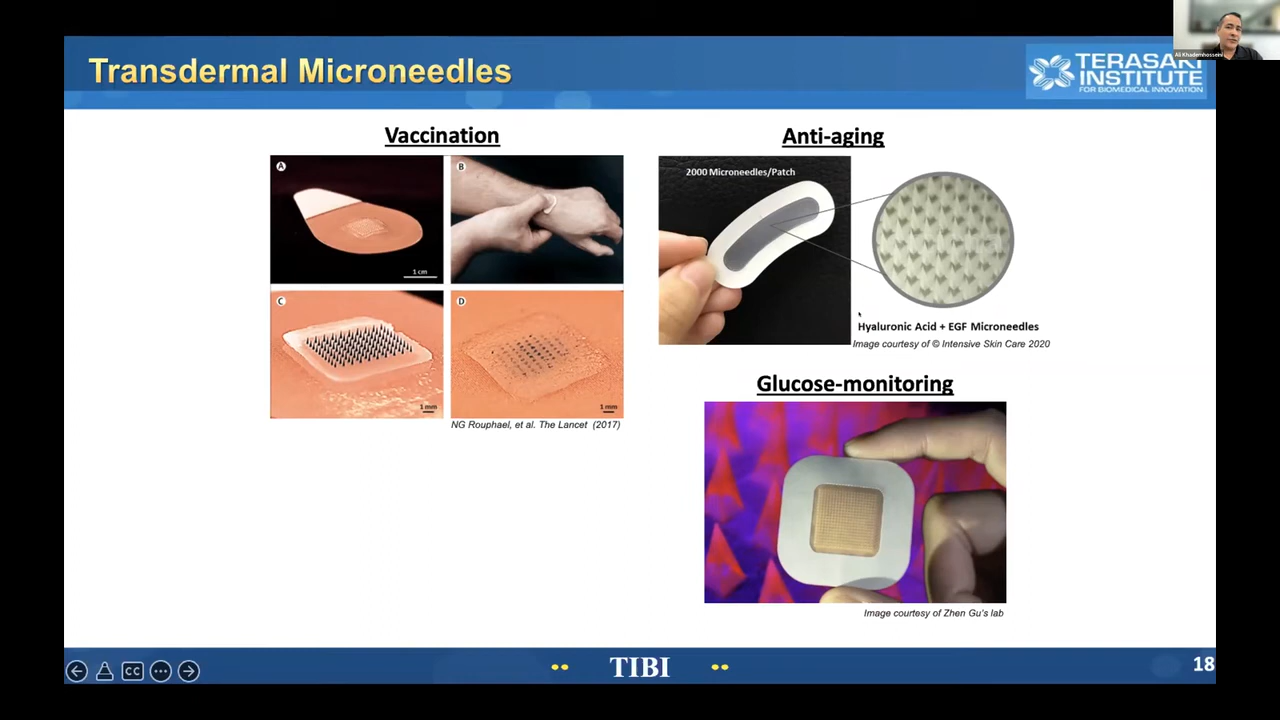 Ali Khademhosseini
Transdermal Microneedles
TERASAKI
INSTITUTE
FOR BIOMEDICAL INNOVATION
Vaccination
A
B
1 cm
C
D
1 mm
1 mm
NG Rouphael, et al. The Lancet (2017)
Anti-aging
2000 Microneedles/Patch
Hyaluronic Acid + EGF Microneedles
Image courtesy of © Intensive Skin Care 2020
Glucose-monitoring
Image courtesy of Zhen Gu's lab
CC
TIBI
18